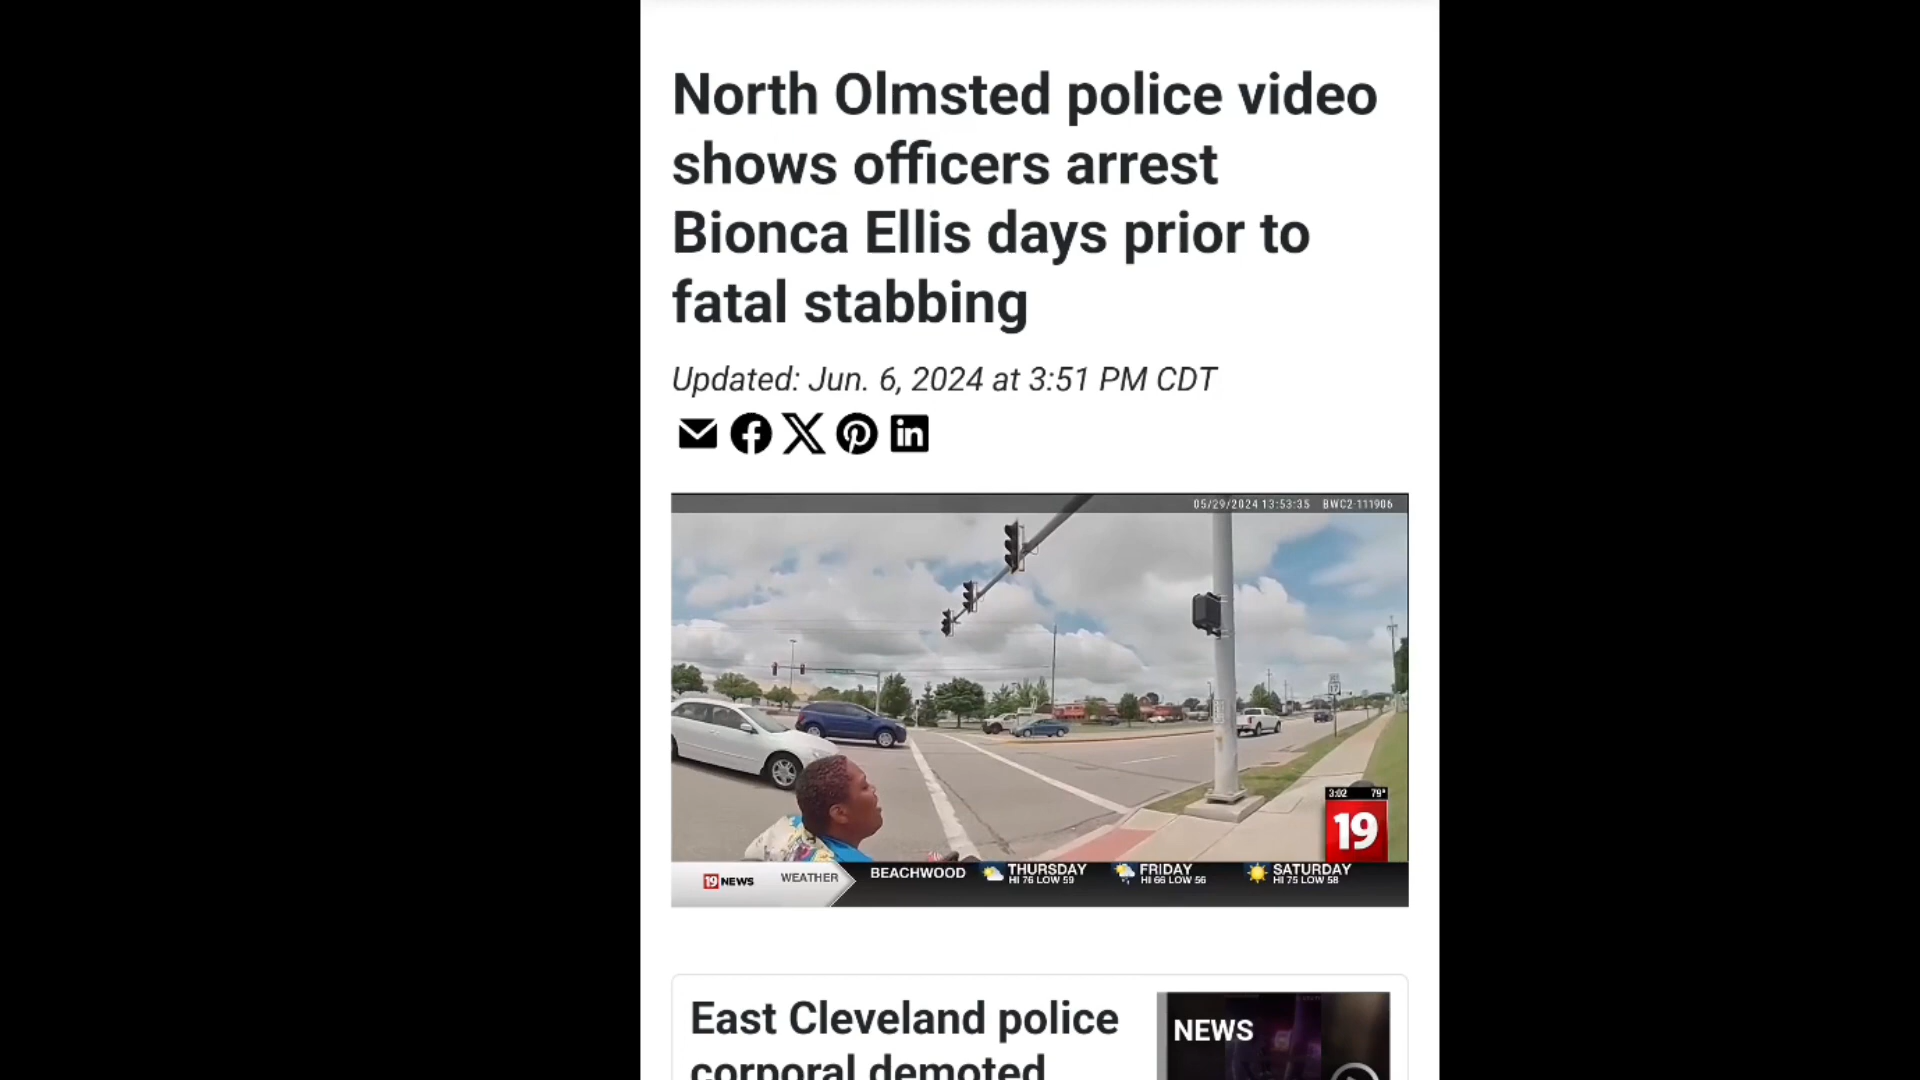 North Olmsted police video
shows officers arrest
Bionca Ellis days prior to
fatal stabbing
Updated: Jun. 6, 2024 at 3:51 PM CDT
05/29/2024 13:53:35 BWC2-111906
3:02 79°
19
19 NEWS WEATHER BEACHWOOD THURSDAY HI 76 LOW 59 FRIDAY HI 66 LOW 56 SATURDAY HI 75 LOW 58
East Cleveland police
corporal demoted
NEWS